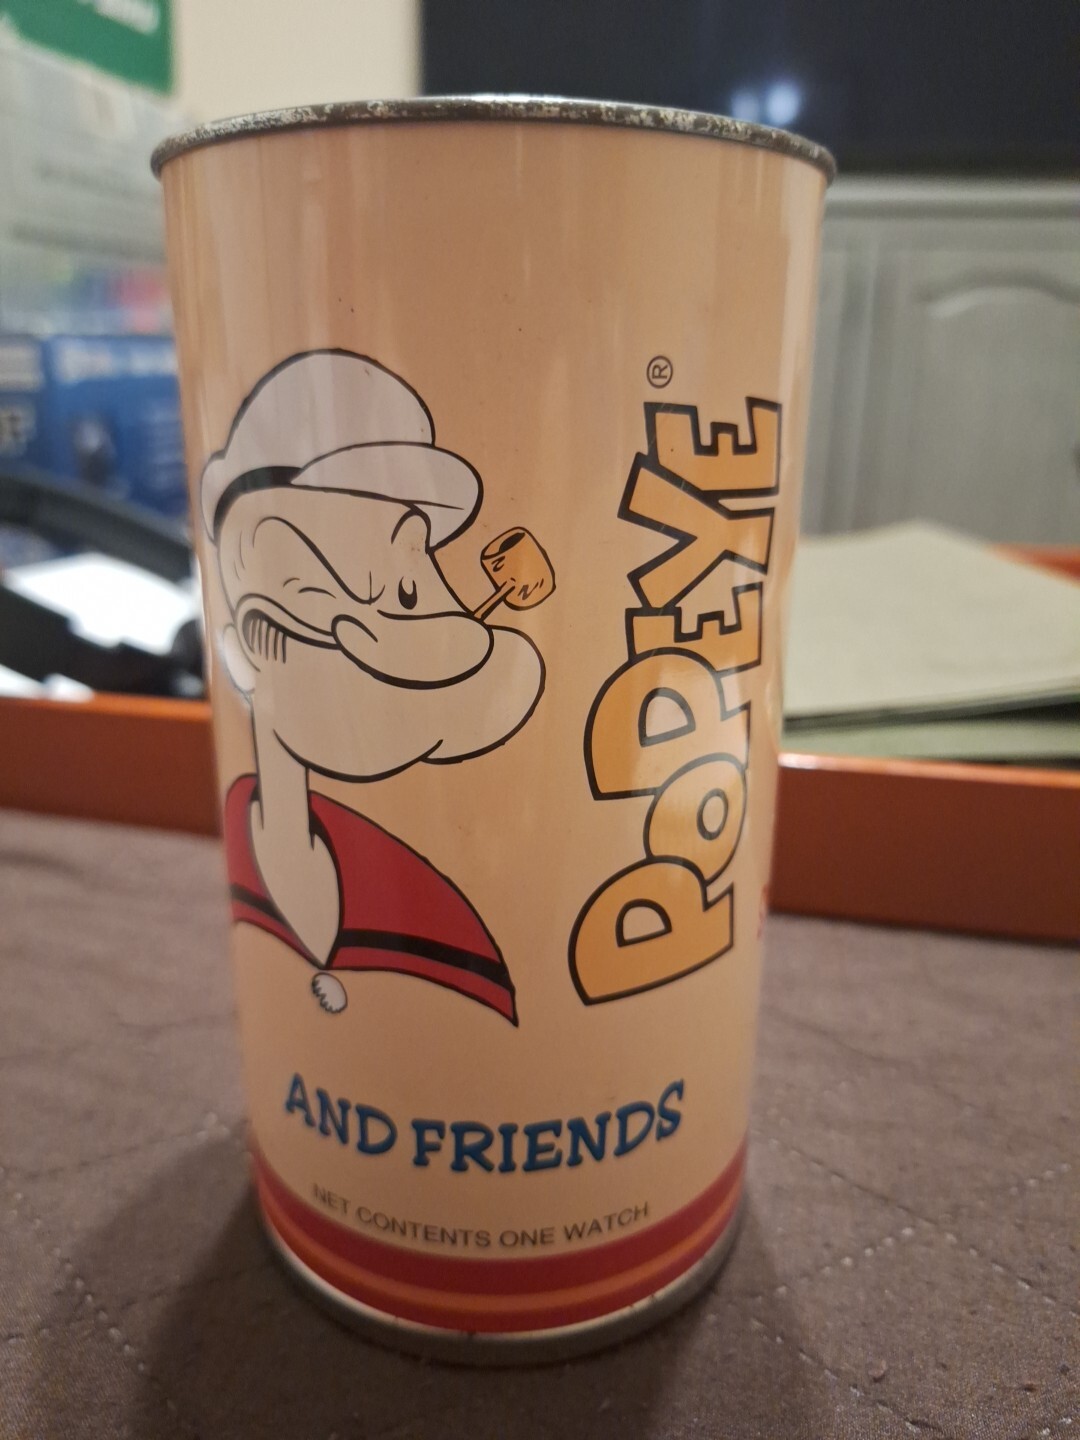 POPEYE®
AND FRIENDS
NET CONTENTS ONE WATCH